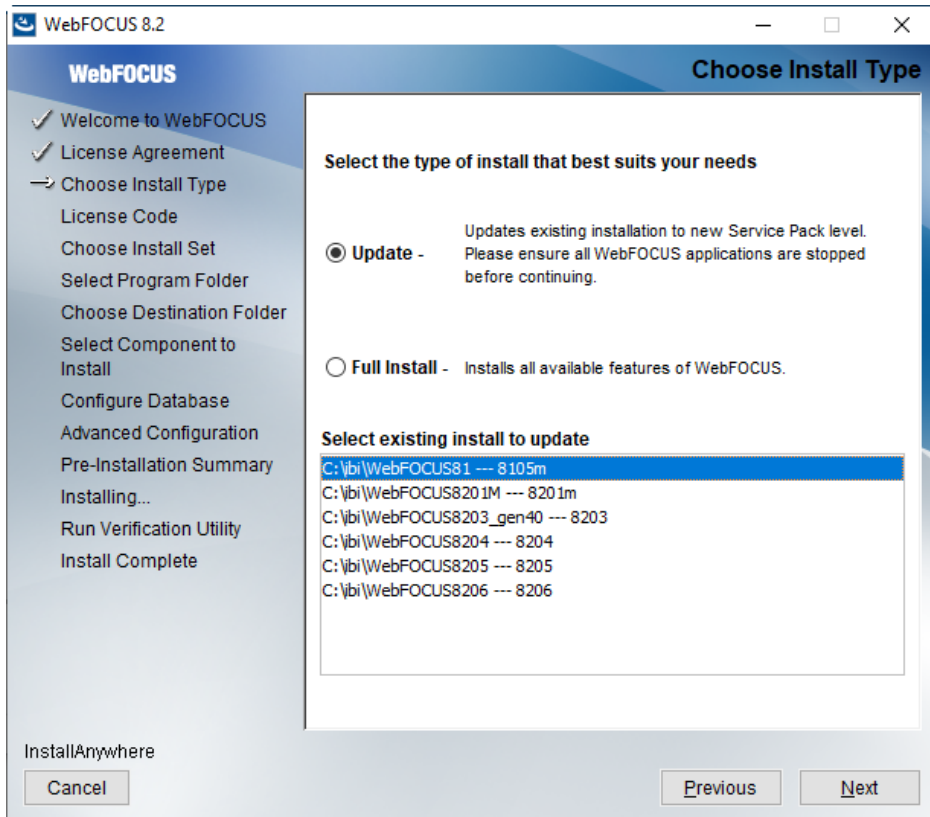 WebFOCUS 8.2
WebFOCUS
Choose Install Type
Welcome to WebFOCUS
License Agreement
Choose Install Type
License Code
Choose Install Set
Select Program Folder
Choose Destination Folder
Select Component to
Install
Configure Database
Advanced Configuration
Pre-Installation Summary
Installing...
Run Verification Utility
Install Complete
Select the type of install that best suits your needs
Update -
Updates existing installation to new Service Pack level.
Please ensure all WebFOCUS applications are stopped
before continuing.
Full Install - Installs all available features of WebFOCUS.
Select existing install to update
C:\ibi\WebFOCUS81 --- 8105m
C:\ibi\WebFOCUS8201M --- 8201m
C:\ibi\WebFOCUS8203_gen40 --- 8203
C:\ibi\WebFOCUS8204 --- 8204
C:\ibi\WebFOCUS8205 --- 8205
C:\ibi\WebFOCUS8206 --- 8206
InstallAnywhere
Cancel
Previous
Next